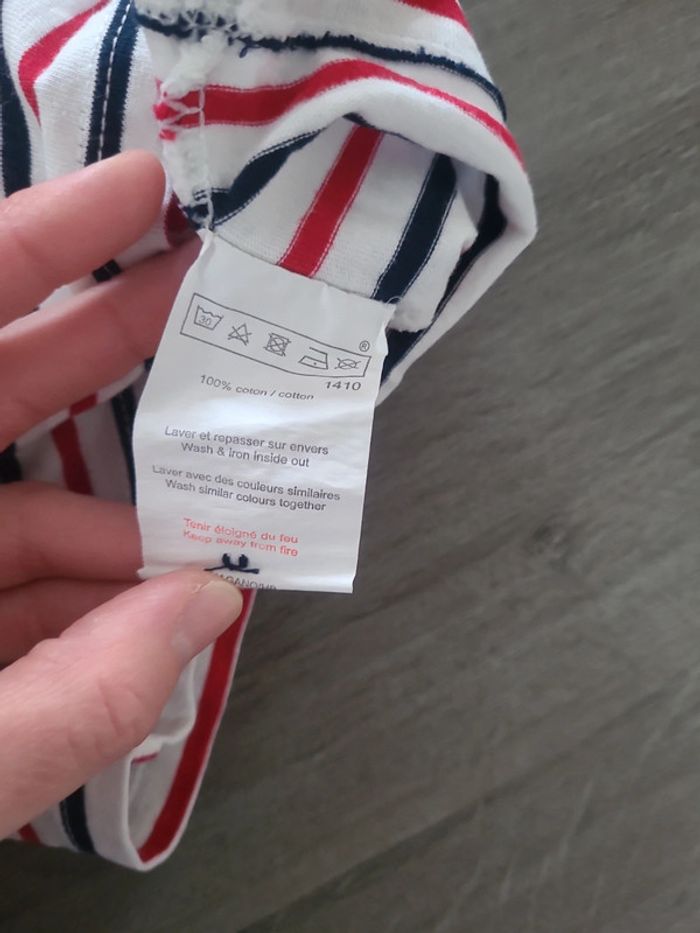 30
®
1410
100% coton / cotton
Laver et repasser sur envers
Wash & iron inside out
Laver avec des couleurs similaires
Wash similar colours together
Tenir éloigné du feu
Keep away from fire